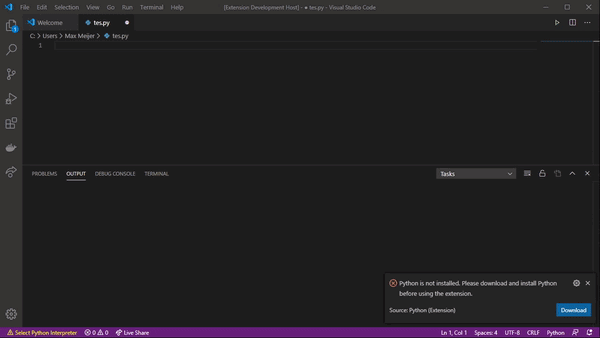 File Edit Selection View Go Run Terminal Help [Extension Development Host] - ● tes.py - Visual Studio Code
Welcome tes.py
C: > Users > Max Meijer > tes.py
1
PROBLEMS OUTPUT DEBUG CONSOLE TERMINAL Tasks
Python is not installed. Please download and install Python
before using the extension.
Source: Python (Extension) Download
1
Select Python Interpreter 0 0 Live Share Ln 1, Col 1 Spaces: 4 UTF-8 CRLF Python